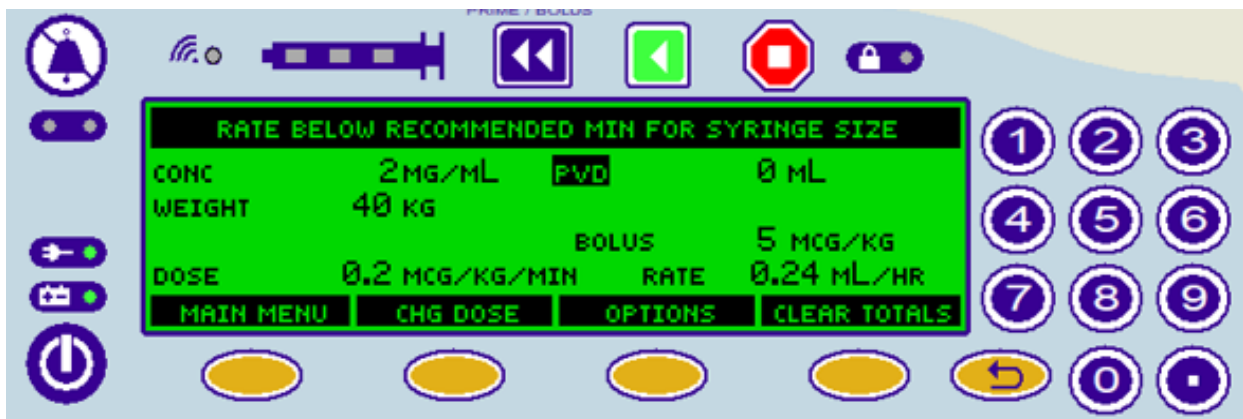 PRIME / BOLUS
RATE BELOW RECOMMENDED MIN FOR SYRINGE SIZE
CONC 2 MG/ML PVD 0 ML
WEIGHT 40 KG
BOLUS 5 MCG/KG
DOSE 0.2 MCG/KG/MIN RATE 0.24 ML/HR
MAIN MENU CHG DOSE OPTIONS CLEAR TOTALS
1 2 3
4 5 6
7 8 9
0 .